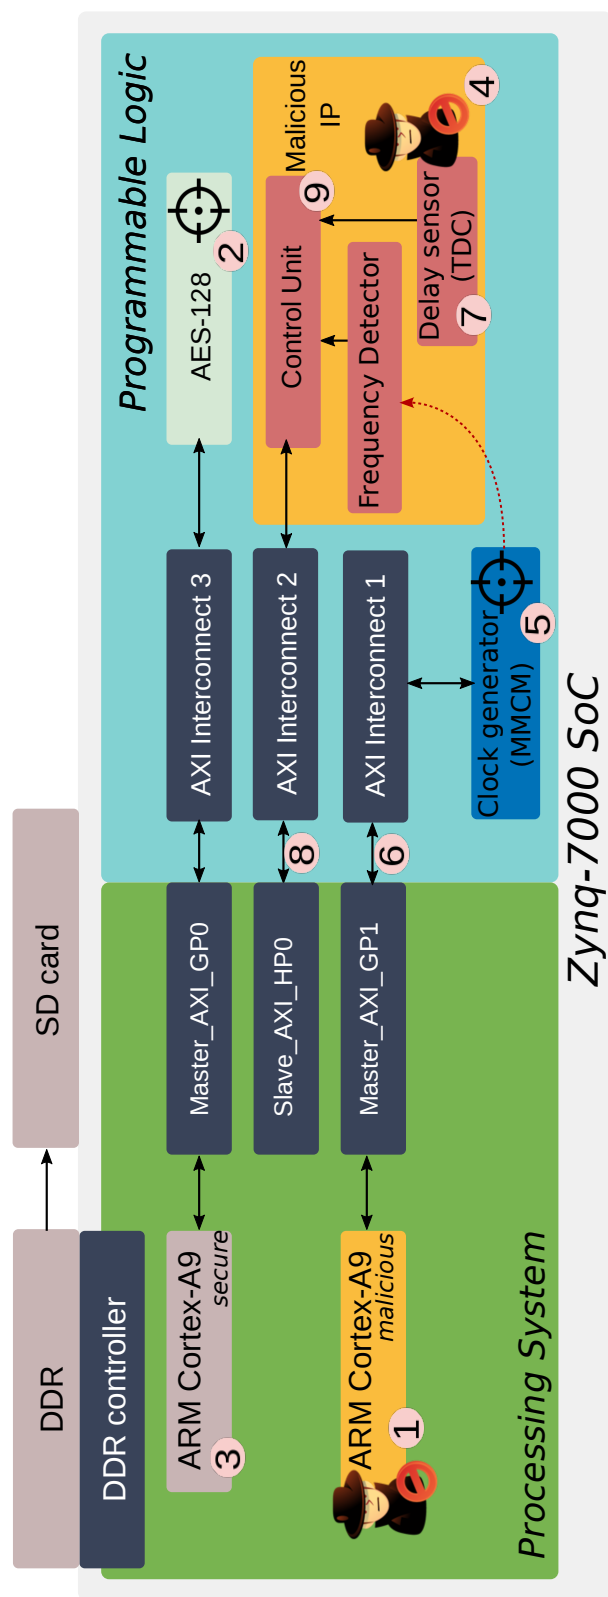 DDR
SD card
DDR controller
Programmable Logic
ARM Cortex-A9
secure
3
Master_AXI_GP0
AXI Interconnect 3
AES-128
2
Slave_AXI_HP0
8
AXI Interconnect 2
Control Unit
9
Malicious
IP
ARM Cortex-A9
malicious
1
Master_AXI_GP1
6
AXI Interconnect 1
Frequency Detector
Delay sensor
(TDC)
7
4
Clock generator
(MMCM)
5
Processing System
Zynq-7000 SoC